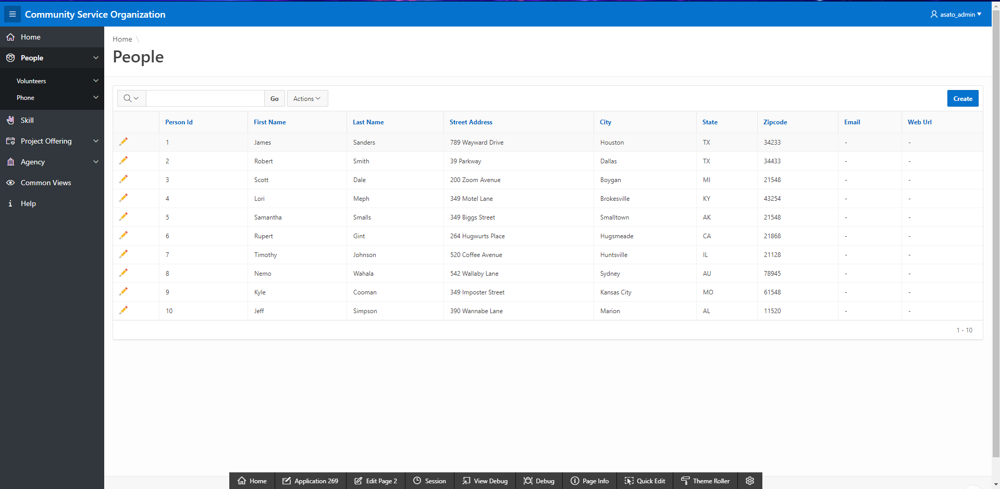 Community Service Organization
asato_admin
Home
People
Volunteers
Phone
Skill
Project Offering
Agency
Common Views
Help
Home \
People
Go Actions Create
Person Id First Name Last Name Street Address City State Zipcode Email Web Url
1 James Sanders 789 Wayward Drive Houston TX 34233 - -
2 Robert Smith 39 Parkway Dallas TX 34433 - -
3 Scott Dale 200 Zoom Avenue Boygan MI 21548 - -
4 Lori Meph 349 Motel Lane Brokesville KY 43254 - -
5 Samantha Smalls 349 Biggs Street Smalltown AK 21548 - -
6 Rupert Gint 264 Hugwurts Place Hugsmeade CA 21868 - -
7 Timothy Johnson 520 Coffee Avenue Huntsville IL 21128 - -
8 Nemo Wahala 542 Wallaby Lane Sydney AU 78945 - -
9 Kyle Cooman 349 Imposter Street Kansas City MO 61548 - -
10 Jeff Simpson 390 Wannabe Lane Marion AL 11520 - -
1 - 10
Home Application 269 Edit Page 2 Session View Debug Debug Page Info Quick Edit Theme Roller